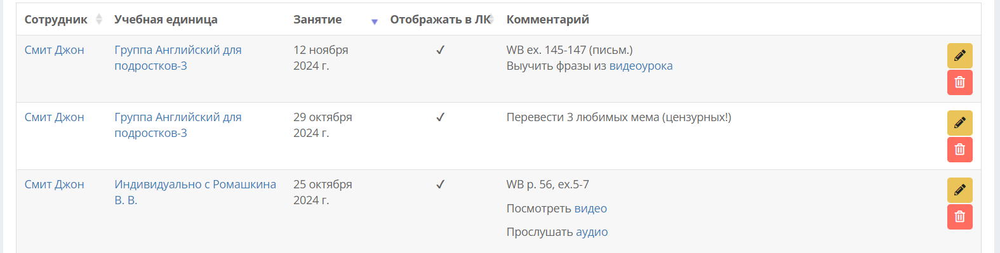 Сотрудник Учебная единица Занятие Отображать в ЛК Комментарий
Смит Джон Группа Английский для 12 ноября ✓ WB ex. 145-147 (письм.)
подростков-3 2024 г. Выучить фразы из видеоурока
Смит Джон Группа Английский для 29 октября ✓ Перевести 3 любимых мема (цензурных!)
подростков-3 2024 г.
Смит Джон Индивидуально с Ромашкина 25 октября ✓ WB p. 56, ex.5-7
В. В. 2024 г.
Посмотреть видео
Прослушать аудио